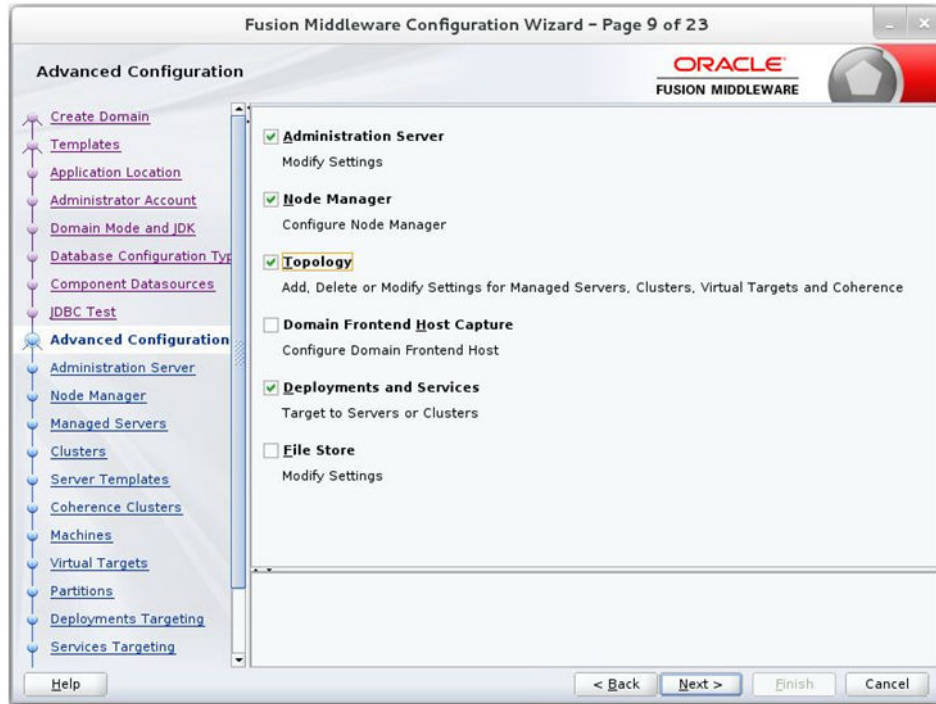 Fusion Middleware Configuration Wizard – Page 9 of 23
Advanced Configuration
ORACLE
FUSION MIDDLEWARE
Create Domain
Templates
Application Location
Administrator Account
Domain Mode and JDK
Database Configuration Typ
Component Datasources
JDBC Test
Advanced Configuration
Administration Server
Node Manager
Managed Servers
Clusters
Server Templates
Coherence Clusters
Machines
Virtual Targets
Partitions
Deployments Targeting
Services Targeting
Administration Server
Modify Settings
Node Manager
Configure Node Manager
Topology
Add, Delete or Modify Settings for Managed Servers, Clusters, Virtual Targets and Coherence
Domain Frontend Host Capture
Configure Domain Frontend Host
Deployments and Services
Target to Servers or Clusters
File Store
Modify Settings
Help
< Back
Next >
Finish
Cancel